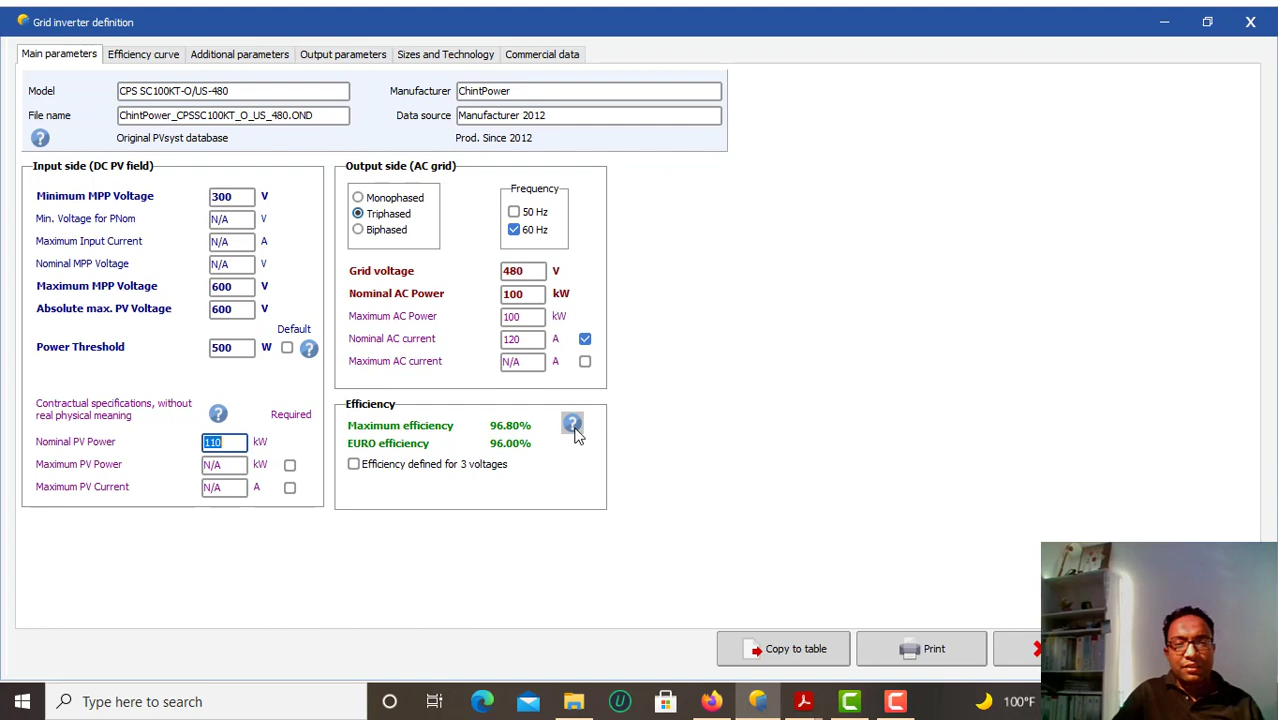 Grid inverter definition
Main parameters Efficiency curve Additional parameters Output parameters Sizes and Technology Commercial data
Model CPS SC100KT-O/US-480 Manufacturer ChintPower
File name ChintPower_CPSSC100KT_O_US_480.OND Data source Manufacturer 2012
? Original PVsyst database Prod. Since 2012
Input side (DC PV field)
Minimum MPP Voltage 300 V
Min. Voltage for PNom N/A V
Maximum Input Current N/A A
Nominal MPP Voltage N/A V
Maximum MPP Voltage 600 V
Absolute max. PV Voltage 600 V
Default
Power Threshold 500 W ?
Contractual specifications, without
real physical meaning ? Required
Nominal PV Power 110 kW
Maximum PV Power N/A kW
Maximum PV Current N/A A
Output side (AC grid)
Monophased
Triphased
Biphased
Frequency
50 Hz
60 Hz
Grid voltage 480 V
Nominal AC Power 100 kW
Maximum AC Power 100 kW
Nominal AC current 120 A
Maximum AC current N/A A
Efficiency
Maximum efficiency 96.80% ?
EURO efficiency 96.00%
Efficiency defined for 3 voltages
Copy to table Print
Type here to search
100°F